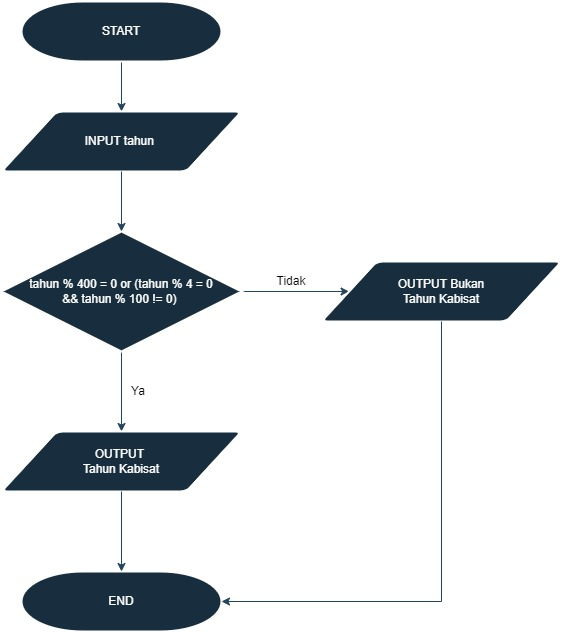 START
INPUT tahun
tahun % 400 = 0 or (tahun % 4 = 0
&& tahun % 100 != 0)
Tidak
OUTPUT Bukan
Tahun Kabisat
Ya
OUTPUT
Tahun Kabisat
END